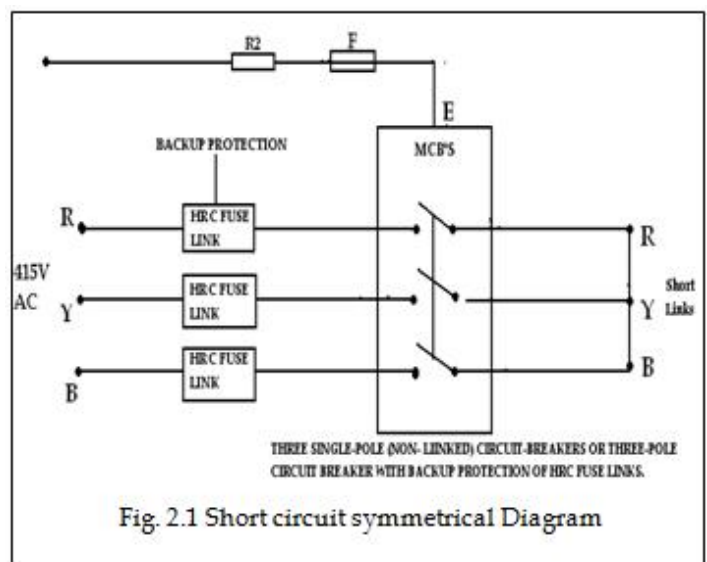 R2
F
E
BACKUP PROTECTION
MCB'S
R
HRC FUSE
LINK
R
415V
AC
Y
HRC FUSE
LINK
Y
Short
Links
B
HRC FUSE
LINK
B
THREE SINGLE-POLE (NON- LIINKED) CIRCUIT-BREAKERS OR THREE-POLE
CIRCUIT BREAKER WITH BACKUP PROTECTION OF HRC FUSE LINKS.
Fig. 2.1 Short circuit symmetrical Diagram